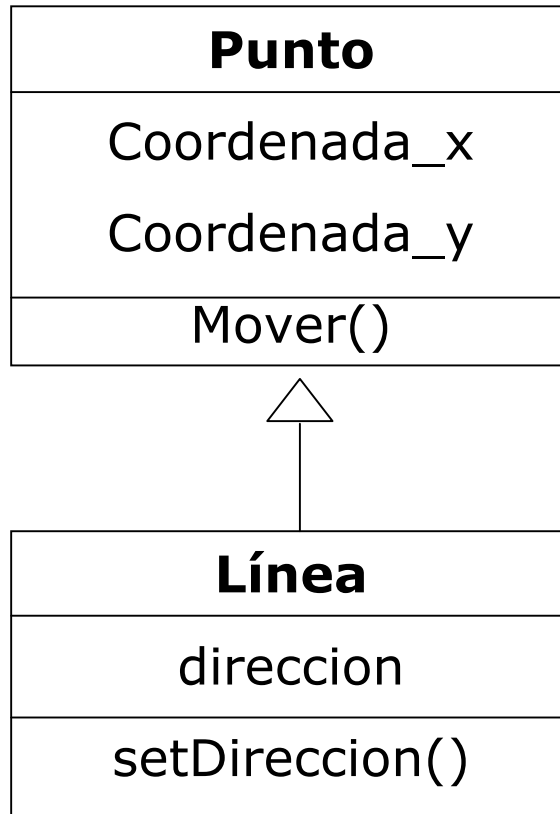 Punto
Coordenada_x
Coordenada_y
Mover()
Línea
direccion
setDireccion()